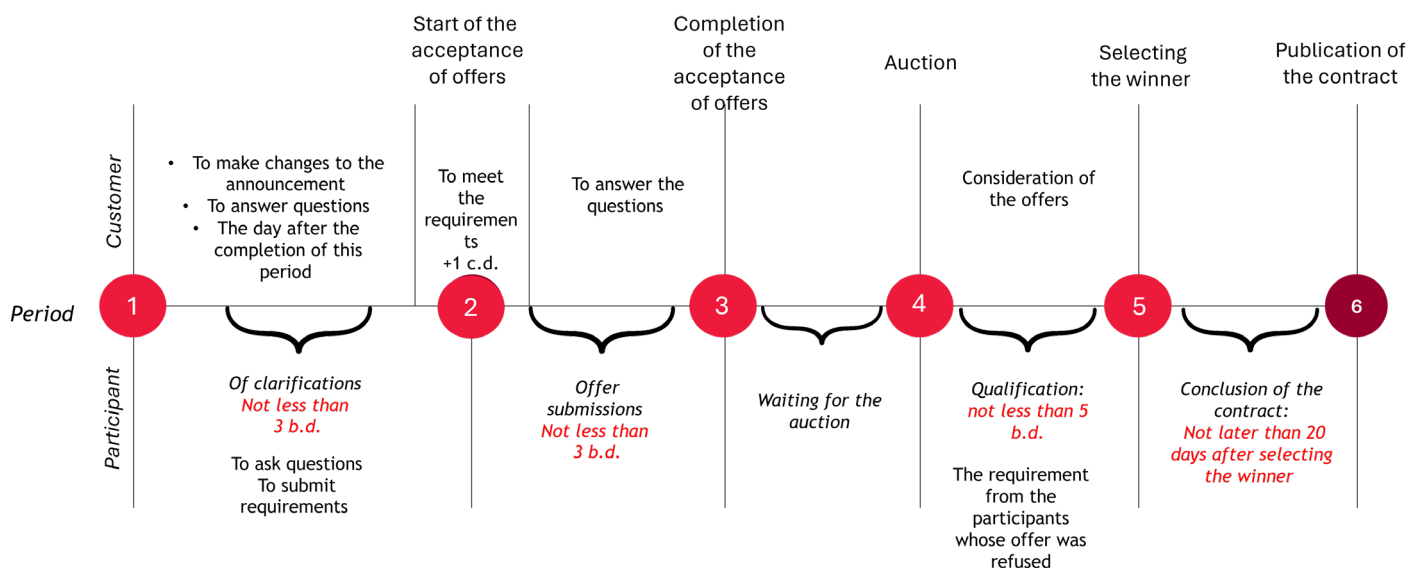 Start of the
acceptance
of offers
Completion
of the
acceptance
of offers
Auction
Selecting
the winner
Publication of
the contract
Customer
• To make changes to the
announcement
• To answer questions
• The day after the
completion of this
period
To meet
the
requiremen
ts
+1 c.d.
To answer the
questions
Consideration of
the offers
Period
1
2
3
4
5
6
Participant
Of clarifications
Not less than
3 b.d.
To ask questions
To submit
requirements
Offer
submissions
Not less than
3 b.d.
Waiting for the
auction
Qualification:
not less than 5
b.d.
The requirement
from the
participants
whose offer was
refused
Conclusion of the
contract:
Not later than 20
days after selecting
the winner